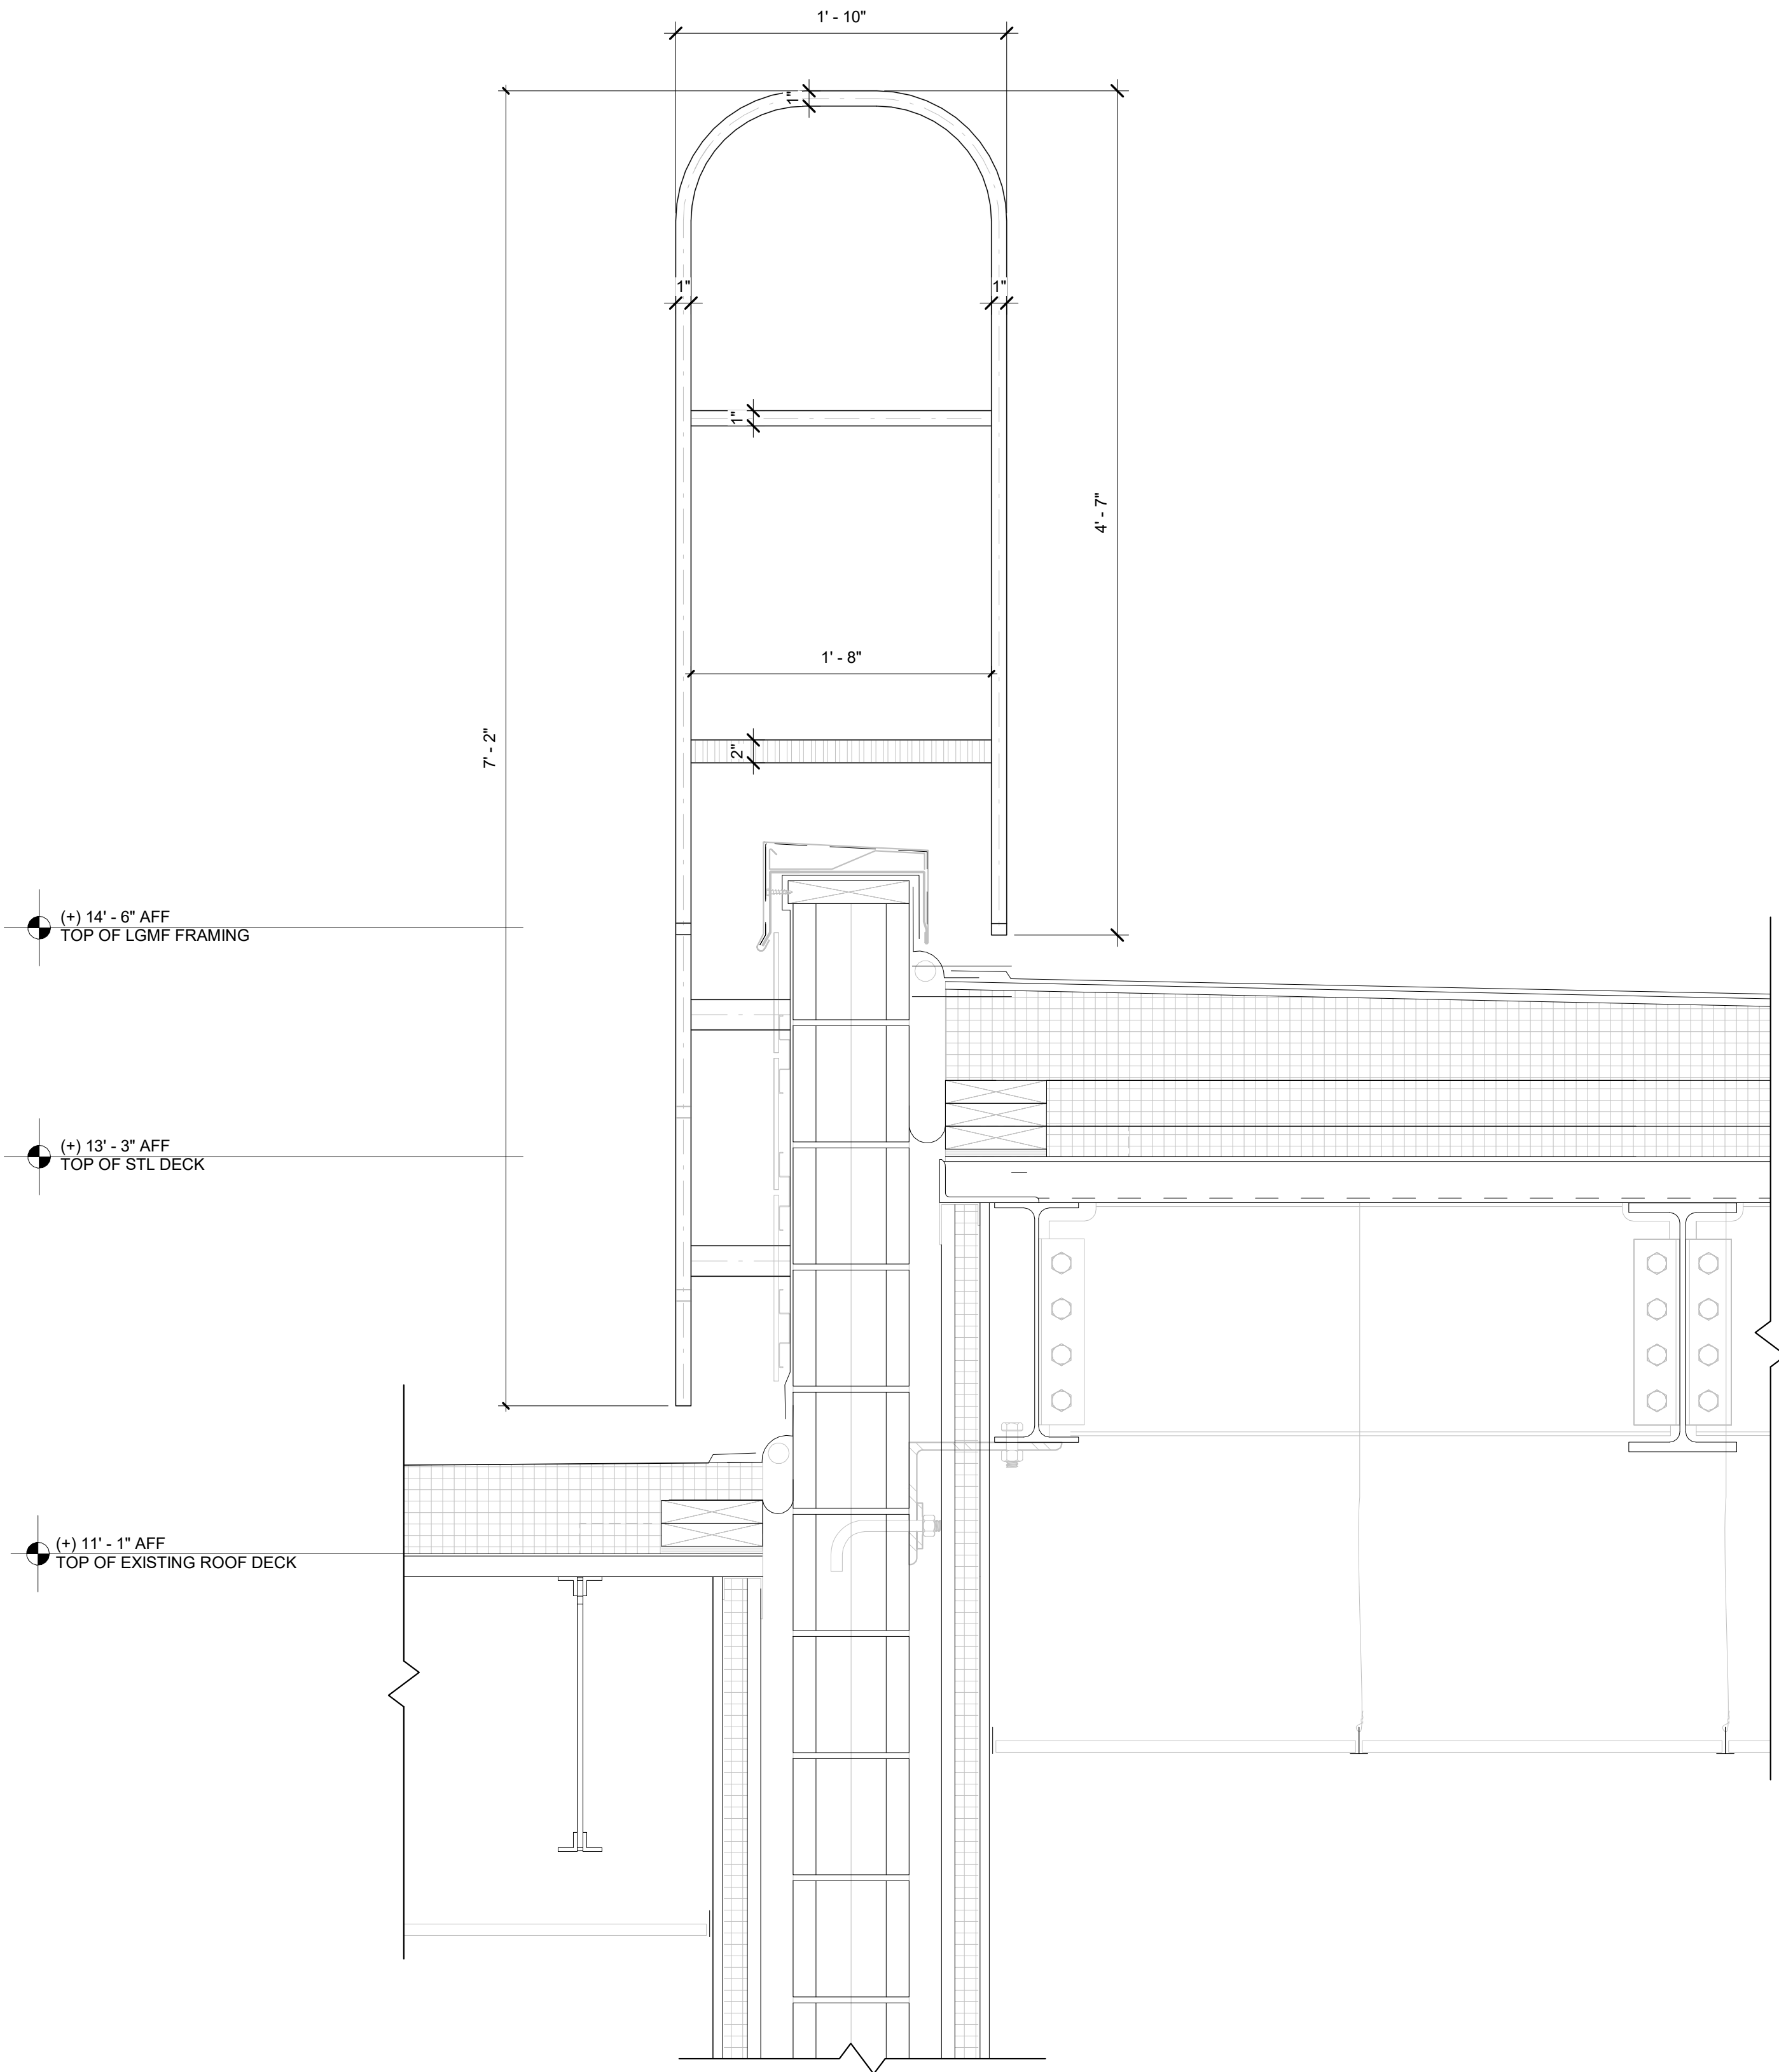 1' - 10"
1"
1"
1"
1"
4' - 7"
1' - 8"
7' - 2"
2"
(+) 14' - 6" AFF
TOP OF LGMF FRAMING
(+) 13' - 3" AFF
TOP OF STL DECK
(+) 11' - 1" AFF
TOP OF EXISTING ROOF DECK